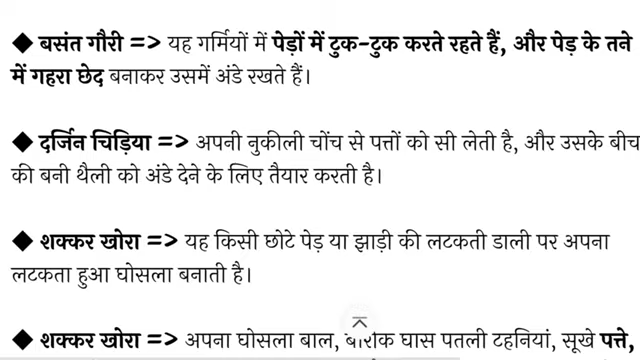 ◆ बसंत गौरी => यह गर्मियों में पेड़ों में टुक-टुक करते रहते हैं, और पेड़ के तने
में गहरा छेद बनाकर उसमें अंडे रखते हैं।
◆ दर्जिन चिड़िया => अपनी नुकीली चोंच से पत्तों को सी लेती है, और उसके बीच
की बनी थैली को अंडे देने के लिए तैयार करती है।
◆ शक्कर खोरा => यह किसी छोटे पेड़ या झाड़ी की लटकती डाली पर अपना
लटकता हुआ घोसला बनाती है।
◆ शक्कर खोरा => अपना घोसला बाल, बारीक घास पतली टहनियां, सूखे पत्ते,